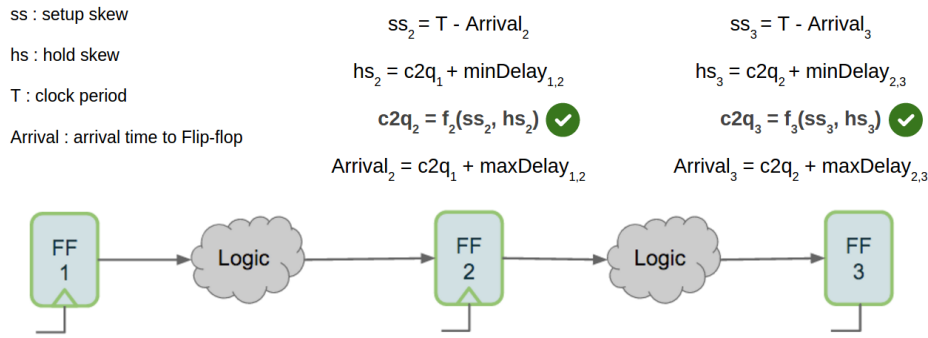 ss : setup skew
hs : hold skew
T : clock period
Arrival : arrival time to Flip-flop
ss₂ = T - Arrival₂
hs₂ = c2q₁ + minDelay₁,₂
c2q₂ = f₂(ss₂, hs₂)
Arrival₂ = c2q₁ + maxDelay₁,₂
ss₃ = T - Arrival₃
hs₃ = c2q₂ + minDelay₂,₃
c2q₃ = f₃(ss₃, hs₃)
Arrival₃ = c2q₂ + maxDelay₂,₃
FF
1
Logic
FF
2
Logic
FF
3